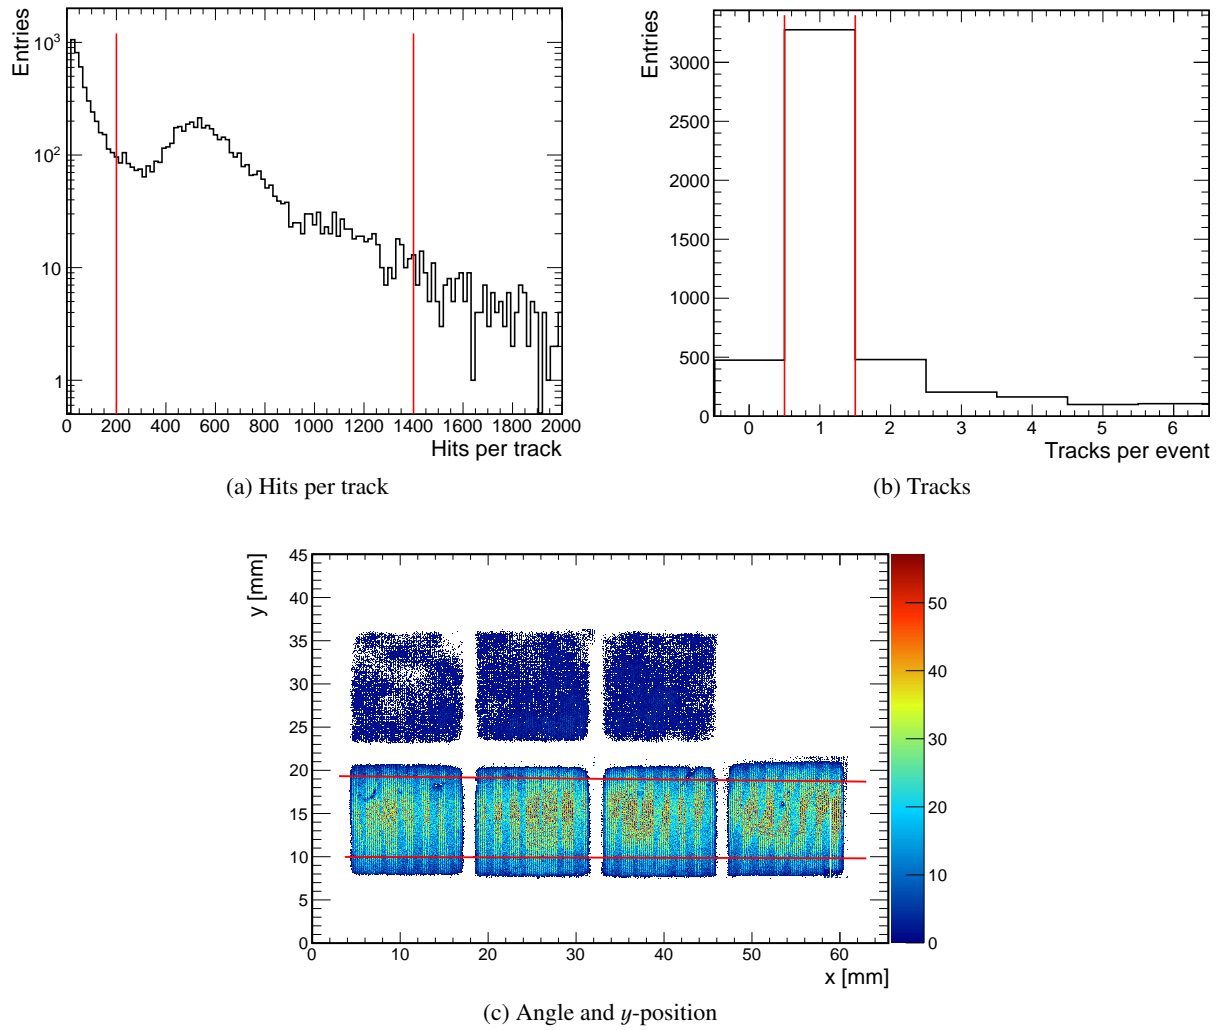 Entries
10³
10²
10
1
0 200 400 600 800 1000 1200 1400 1600 1800 2000
Hits per track
(a) Hits per track
Entries
3000
2500
2000
1500
1000
500
0
0 1 2 3 4 5 6
Tracks per event
(b) Tracks
y [mm]
45
40
35
30
25
20
15
10
5
0
0 10 20 30 40 50 60
x [mm]
50
40
30
20
10
0
(c) Angle and y-position